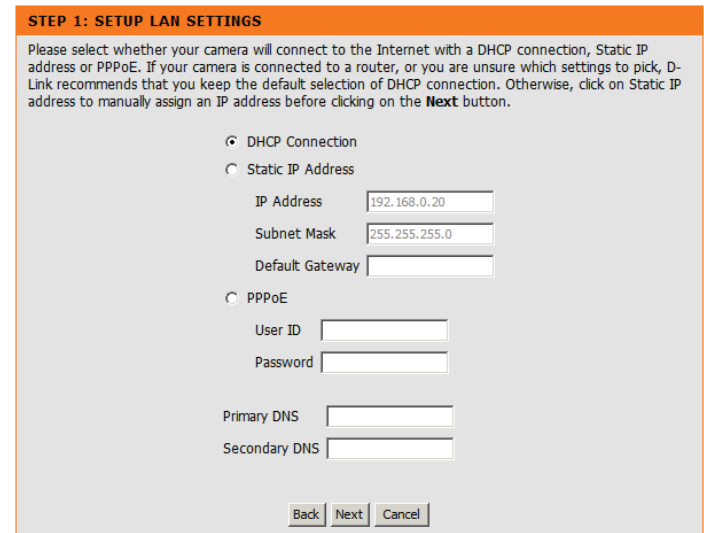 STEP 1: SETUP LAN SETTINGS
Please select whether your camera will connect to the Internet with a DHCP connection, Static IP
address or PPPoE. If your camera is connected to a router, or you are unsure which settings to pick, D-
Link recommends that you keep the default selection of DHCP connection. Otherwise, click on Static IP
address to manually assign an IP address before clicking on the Next button.
DHCP Connection
Static IP Address
IP Address 192.168.0.20
Subnet Mask 255.255.255.0
Default Gateway
PPPoE
User ID
Password
Primary DNS
Secondary DNS
Back Next Cancel